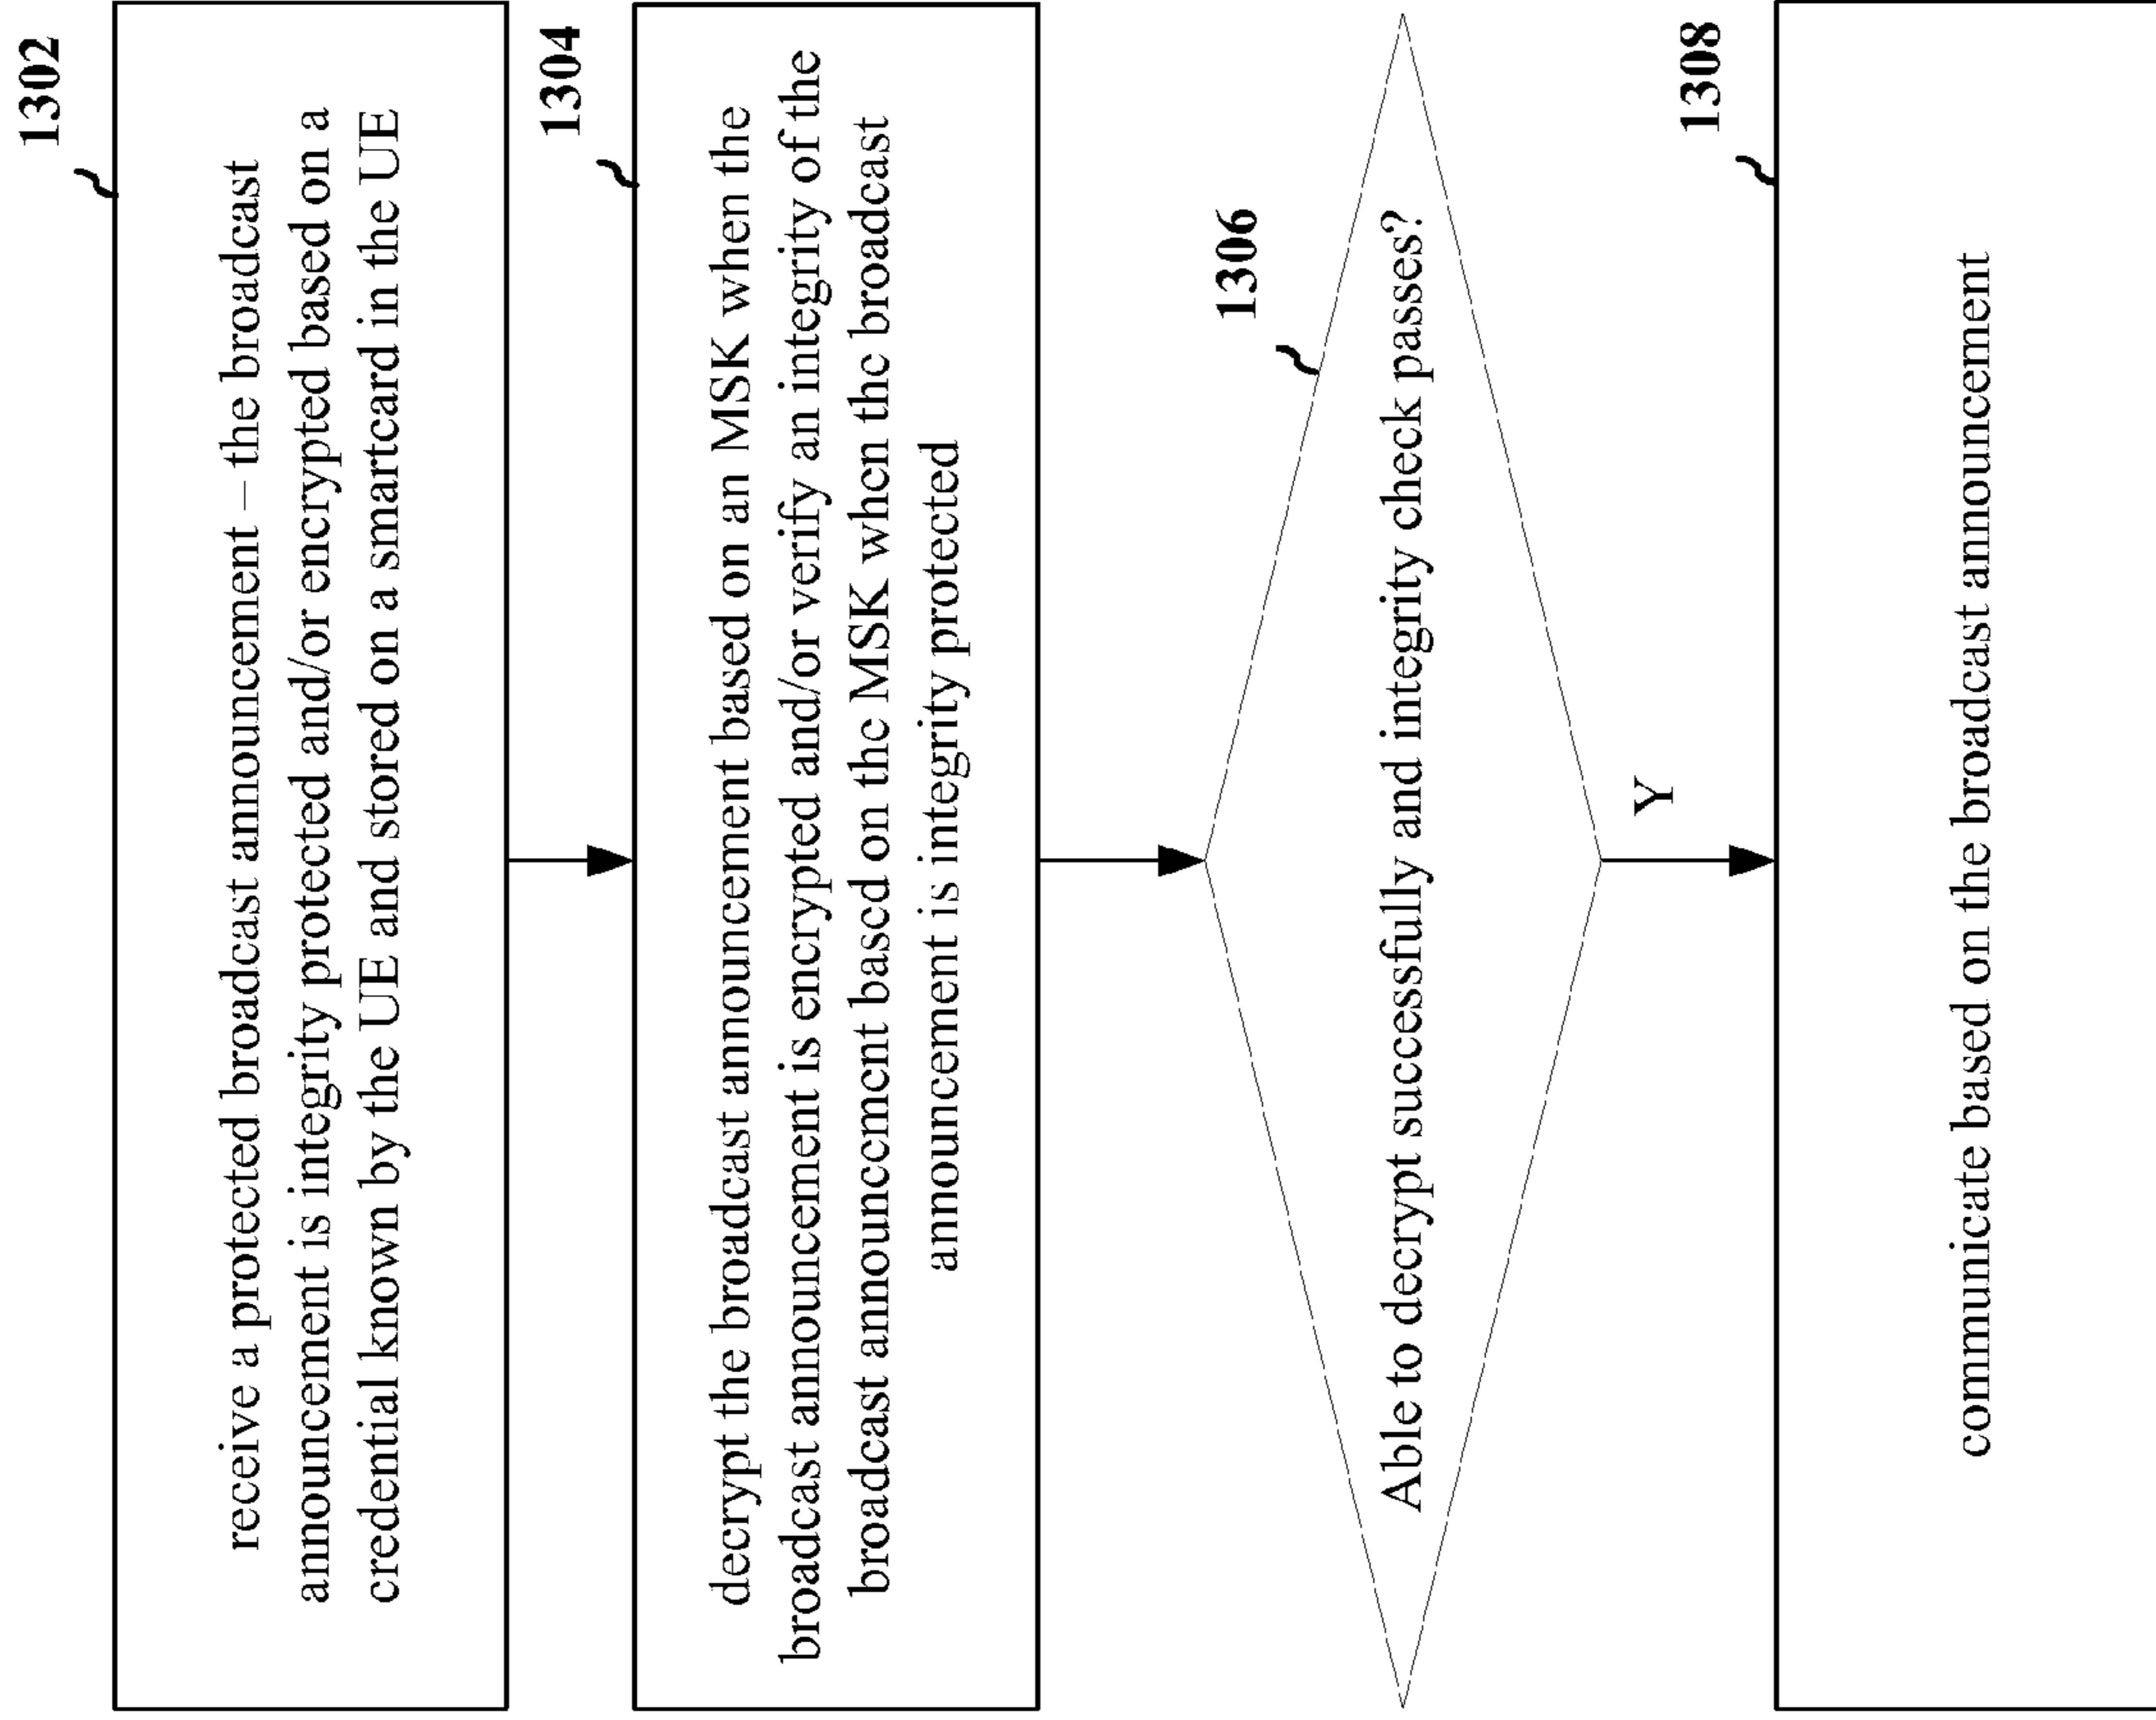 1302
receive a protected broadcast announcement – the broadcast
announcement is integrity protected and/or encrypted based on a
credential known by the UE and stored on a smartcard in the UE
1304
decrypt the broadcast announcement based on an MSK when the
broadcast announcement is encrypted and/or verify an integrity of the
broadcast announcement based on the MSK when the broadcast
announcement is integrity protected
1306
Able to decrypt successfully and integrity check passes?
Y
1308
communicate based on the broadcast announcement